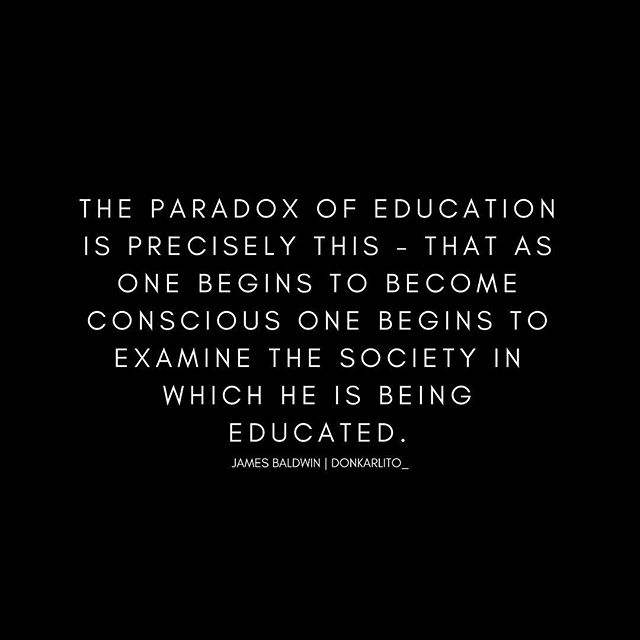 THE PARADOX OF EDUCATION
IS PRECISELY THIS - THAT AS
ONE BEGINS TO BECOME
CONSCIOUS ONE BEGINS TO
EXAMINE THE SOCIETY IN
WHICH HE IS BEING
EDUCATED.
JAMES BALDWIN | DONKARLITO_